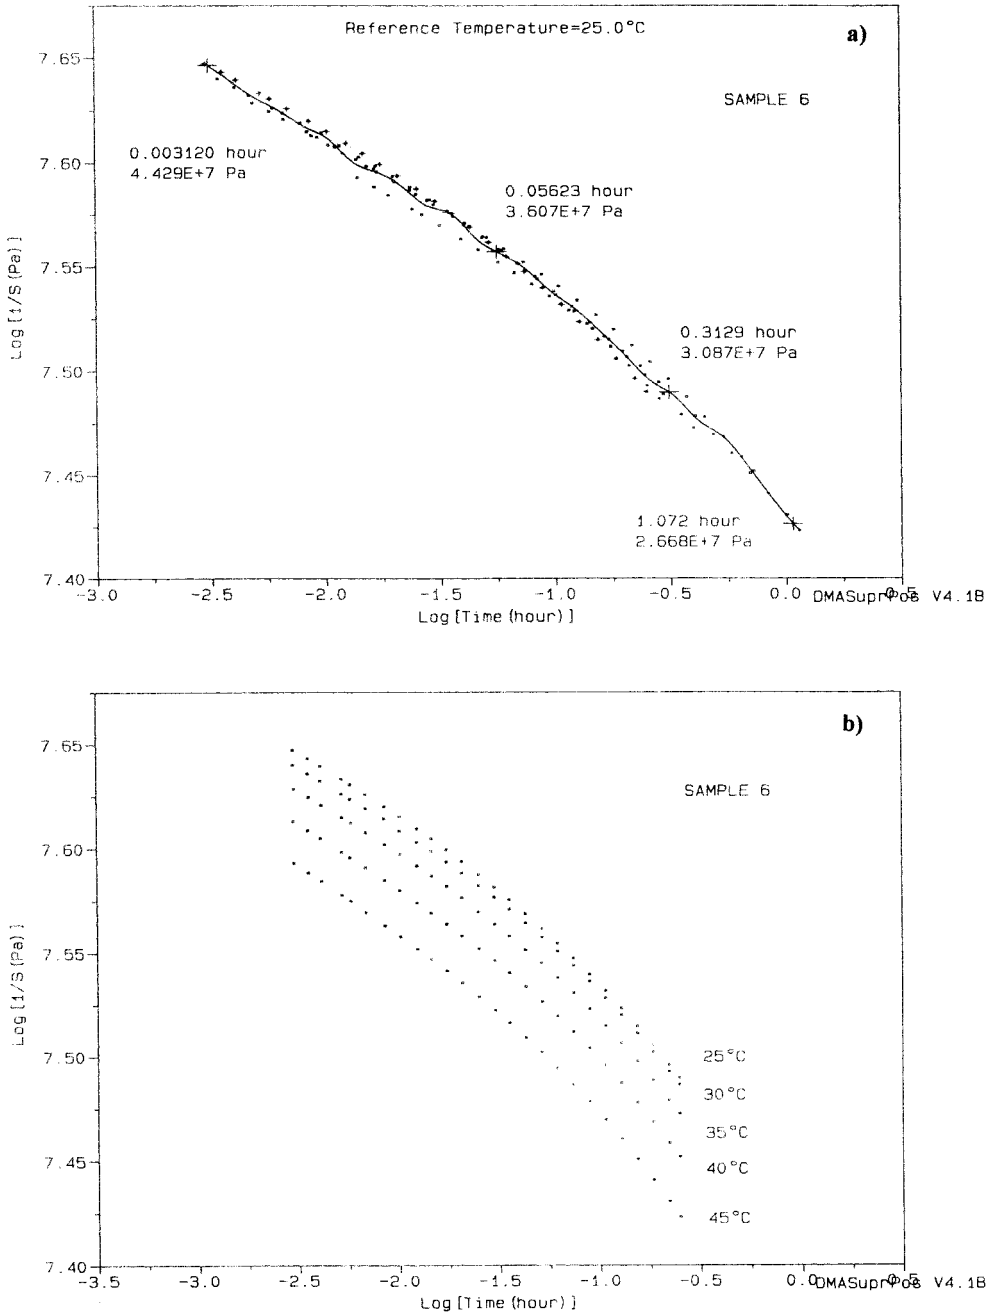 Reference Temperature=25.0°C
a)
7.65
SAMPLE 6
0.003120 hour
4.429E+7 Pa
7.60
0.05623 hour
3.607E+7 Pa
7.55
Log[1/S(Pa)]
0.3129 hour
3.087E+7 Pa
7.50
7.45
1.072 hour
2.668E+7 Pa
7.40
-3.0 -2.5 -2.0 -1.5 -1.0 -0.5 0.0 0.5
DMASuprPos V4.1B
Log[Time(hour)]
b)
7.65
SAMPLE 6
7.60
7.55
Log[1/S(Pa)]
7.50
25°C
30°C
35°C
7.45
40°C
45°C
7.40
-3.5 -3.0 -2.5 -2.0 -1.5 -1.0 -0.5 0.0
DMASuprPos V4.1B
Log[Time(hour)]